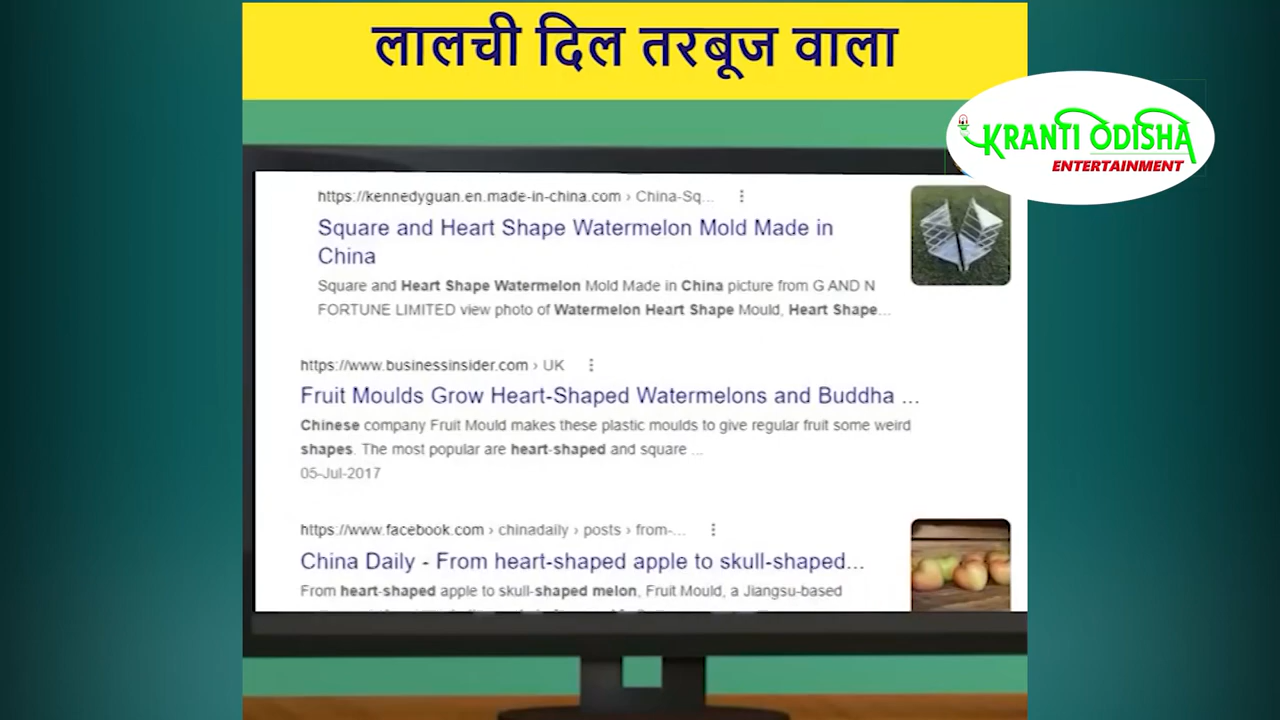 लालची दिल तरबूज वाला
KRANTI ODISHA
ENTERTAINMENT
https://kennedyguan.en.made-in-china.com › China-Sq...
Square and Heart Shape Watermelon Mold Made in
China
Square and Heart Shape Watermelon Mold Made in China picture from G AND N
FORTUNE LIMITED view photo of Watermelon Heart Shape Mould, Heart Shape...
https://www.businessinsider.com › UK
Fruit Moulds Grow Heart-Shaped Watermelons and Buddha ...
Chinese company Fruit Mould makes these plastic moulds to give regular fruit some weird
shapes. The most popular are heart-shaped and square ...
05-Jul-2017
https://www.facebook.com › chinadaily › posts › from-...
China Daily - From heart-shaped apple to skull-shaped...
From heart-shaped apple to skull-shaped melon, Fruit Mould, a Jiangsu-based